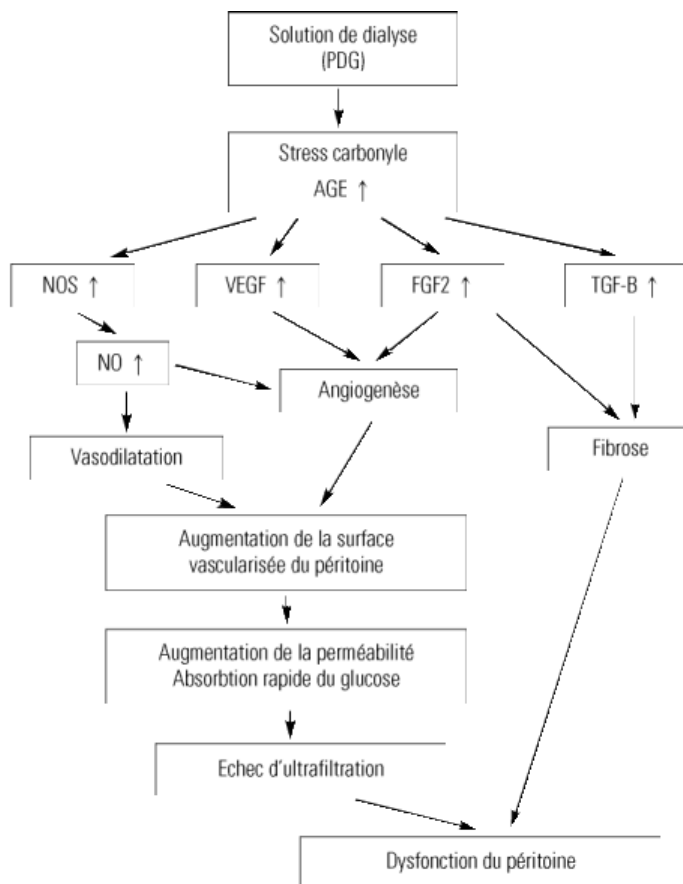 Solution de dialyse
(PDG)
Stress carbonyle
AGE ↑
NOS ↑
VEGF ↑
FGF2 ↑
TGF-B ↑
NO ↑
Angiogenèse
Vasodilatation
Fibrose
Augmentation de la surface
vascularisée du péritoine
Augmentation de la perméabilité
Absorbtion rapide du glucose
Echec d'ultrafiltration
Dysfonction du péritoine